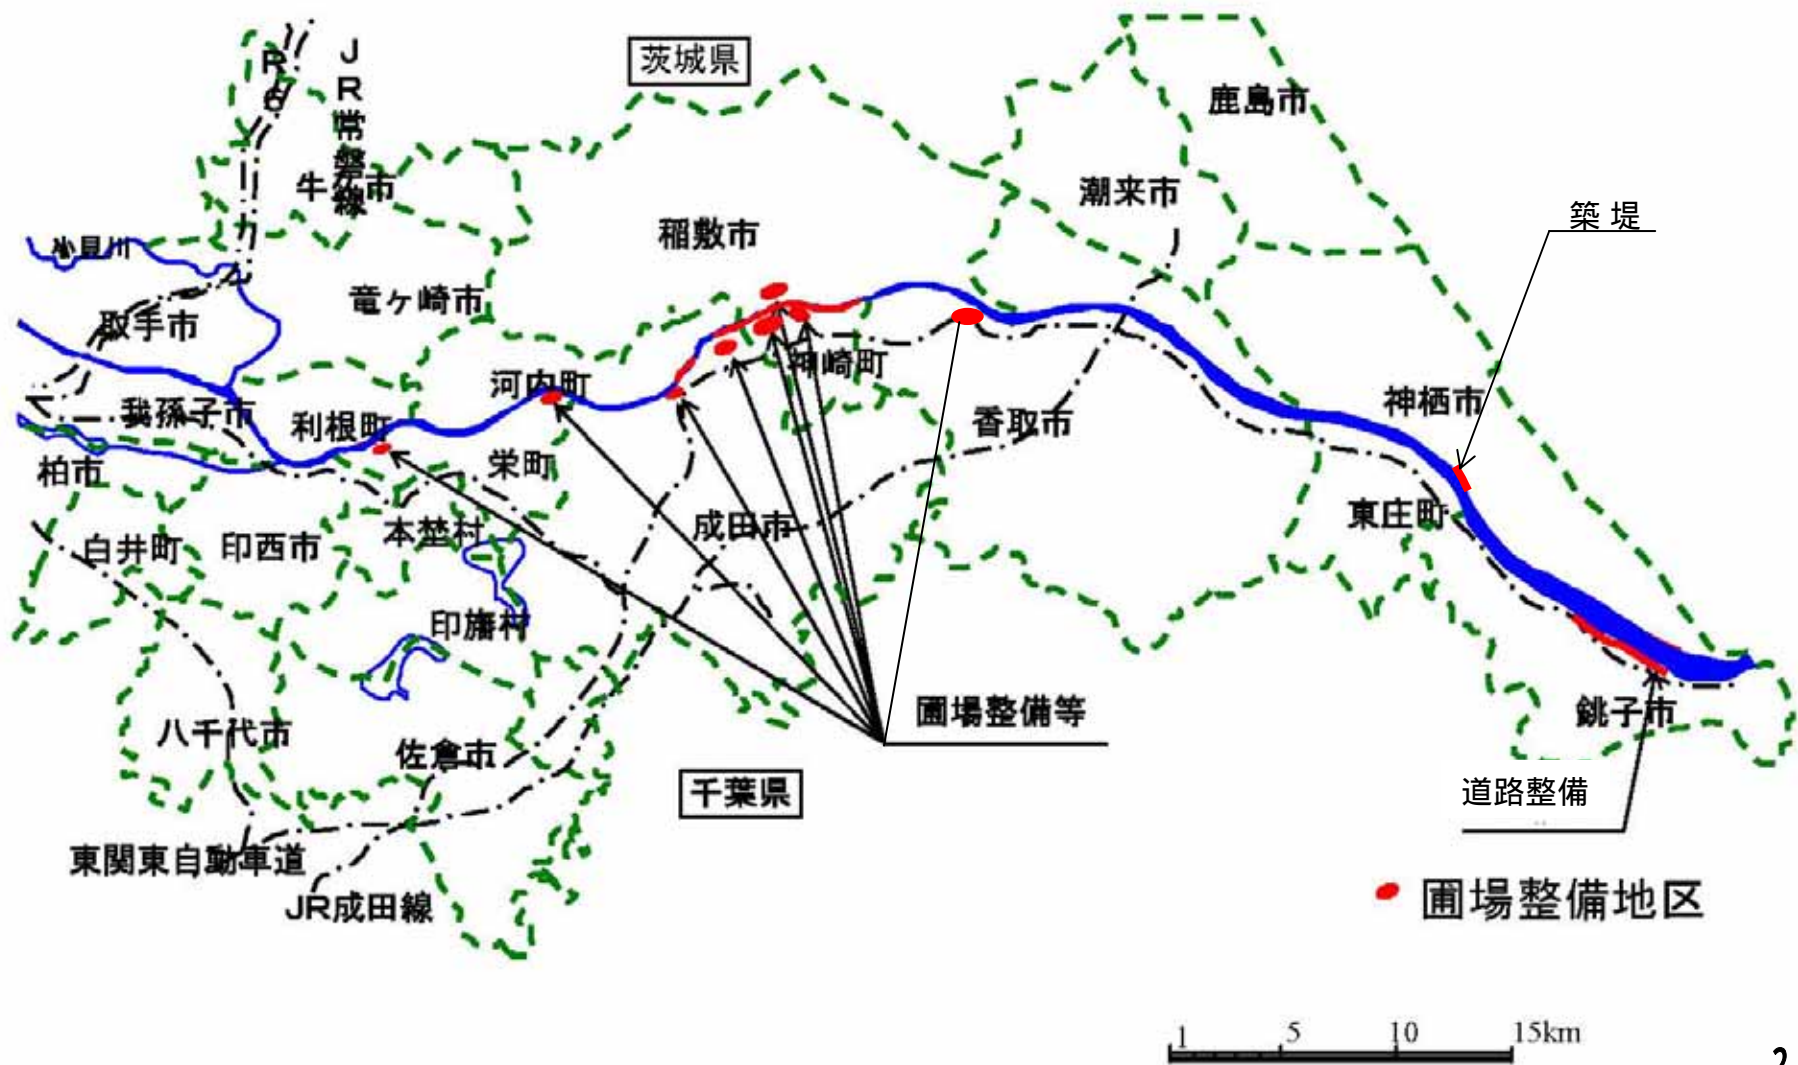 茨城県
R6
JR常磐線
鹿島市
牛久市
潮来市
築堤
稲敷市
小貝川
竜ヶ崎市
取手市
神崎町
河内町
神栖市
我孫子市
利根町
香取市
柏市
栄町
東庄町
成田市
本埜村
白井町
印西市
印旛村
圃場整備等
銚子市
八千代市
佐倉市
千葉県
道路整備
東関東自動車道
JR成田線
圃場整備地区
1 5 10 15km
2